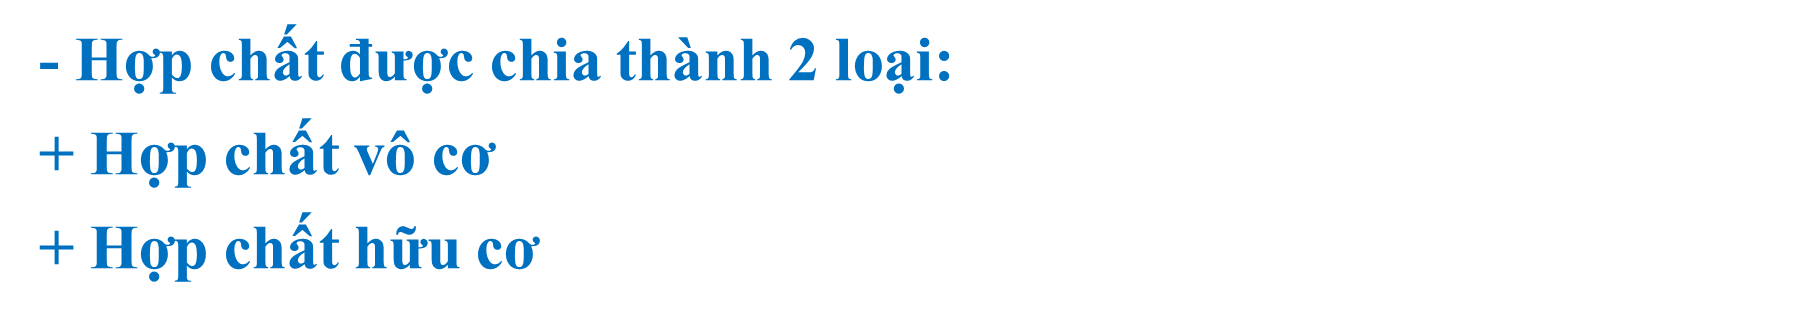 - Hợp chất được chia thành 2 loại:
+ Hợp chất vô cơ
+ Hợp chất hữu cơ